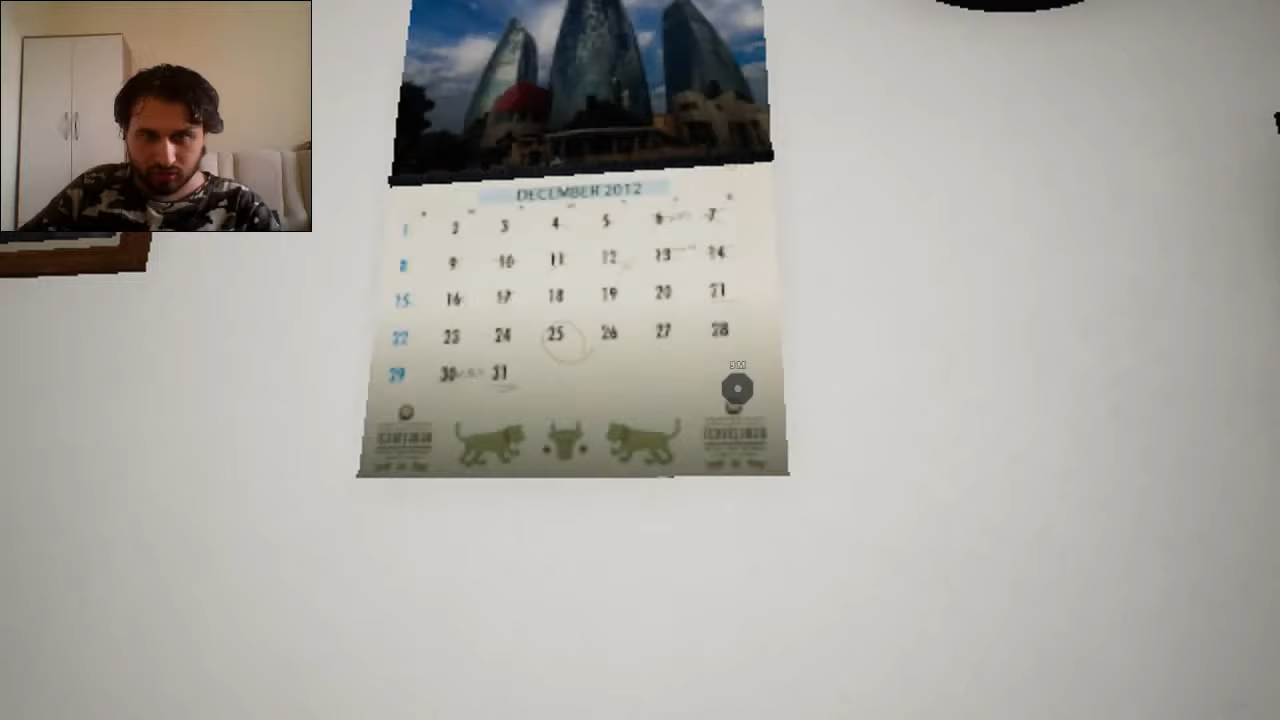 DECEMBER 2012
1 2 3 4 5 6 7
8 9 10 11 12 13 14
15 16 17 18 19 20 21
22 23 24 25 26 27 28
29 30 31
9 M